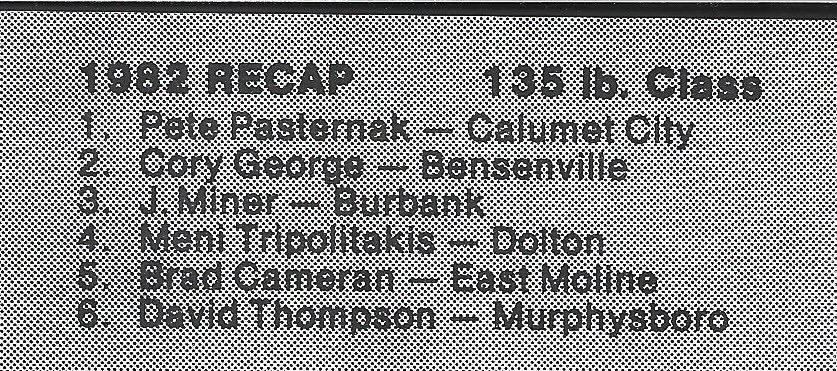 1982 RECAP 135 lb. Class
1. Pete Pasternak — Calumet City
2. Cory George — Bensenville
3. J. Miner — Burbank
4. Meni Tripolitakis — Dolton
5. Brad Cameran — East Moline
6. David Thompson — Murphysboro